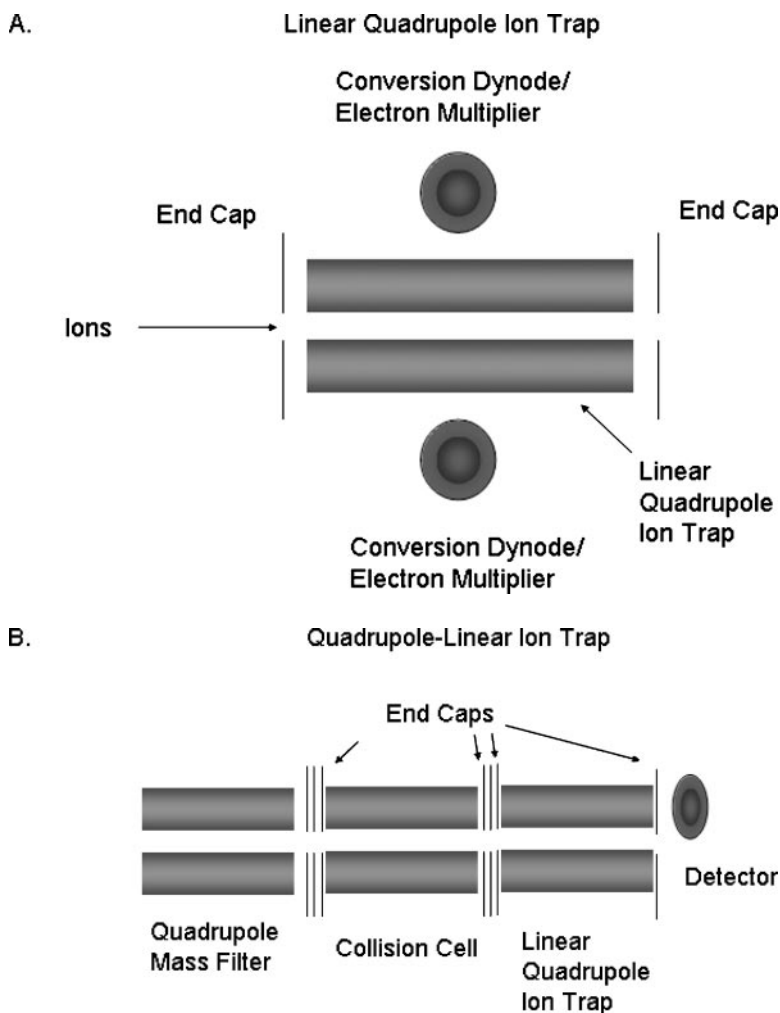 A.
Linear Quadrupole Ion Trap
Conversion Dynode/
Electron Multiplier
End Cap
End Cap
Ions
Linear
Quadrupole
Ion Trap
Conversion Dynode/
Electron Multiplier
B.
Quadrupole-Linear Ion Trap
End Caps
Detector
Quadrupole
Mass Filter
Collision Cell
Linear
Quadrupole
Ion Trap